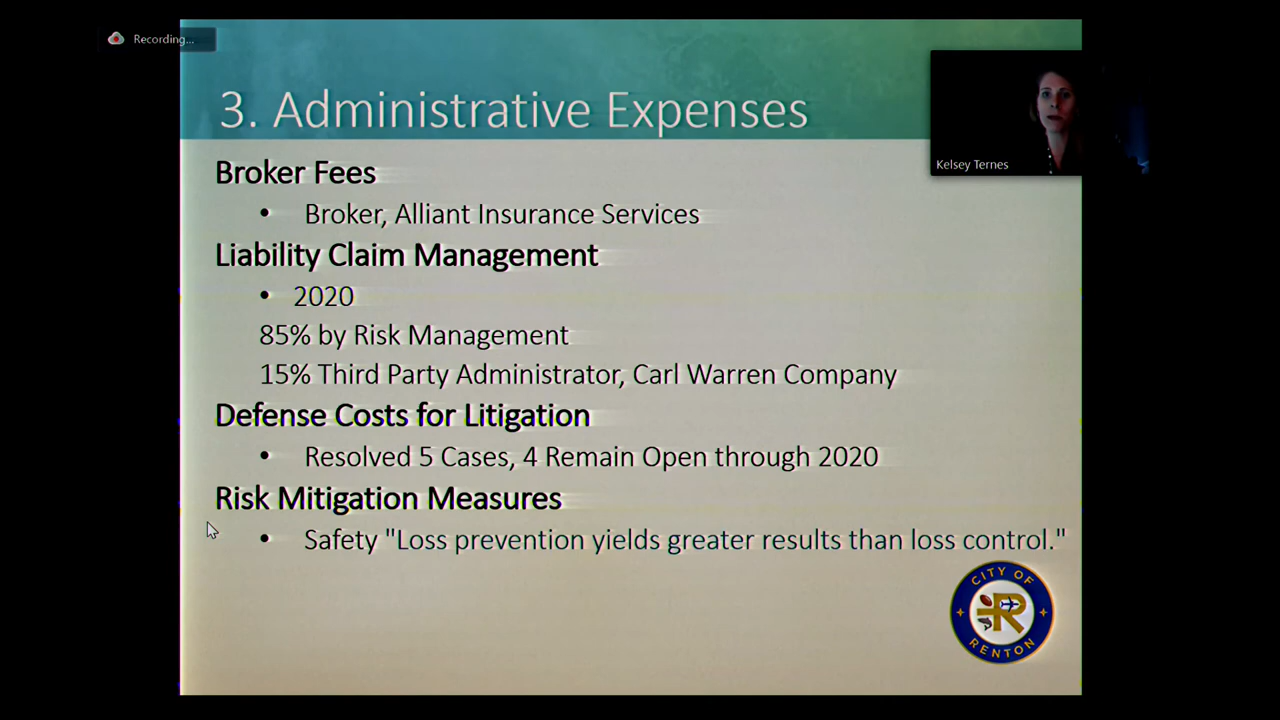 Recording...
3. Administrative Expenses
Kelsey Ternes
Broker Fees
• Broker, Alliant Insurance Services
Liability Claim Management
• 2020
85% by Risk Management
15% Third Party Administrator, Carl Warren Company
Defense Costs for Litigation
• Resolved 5 Cases, 4 Remain Open through 2020
Risk Mitigation Measures
• Safety "Loss prevention yields greater results than loss control."
CITY OF
R
RENTON